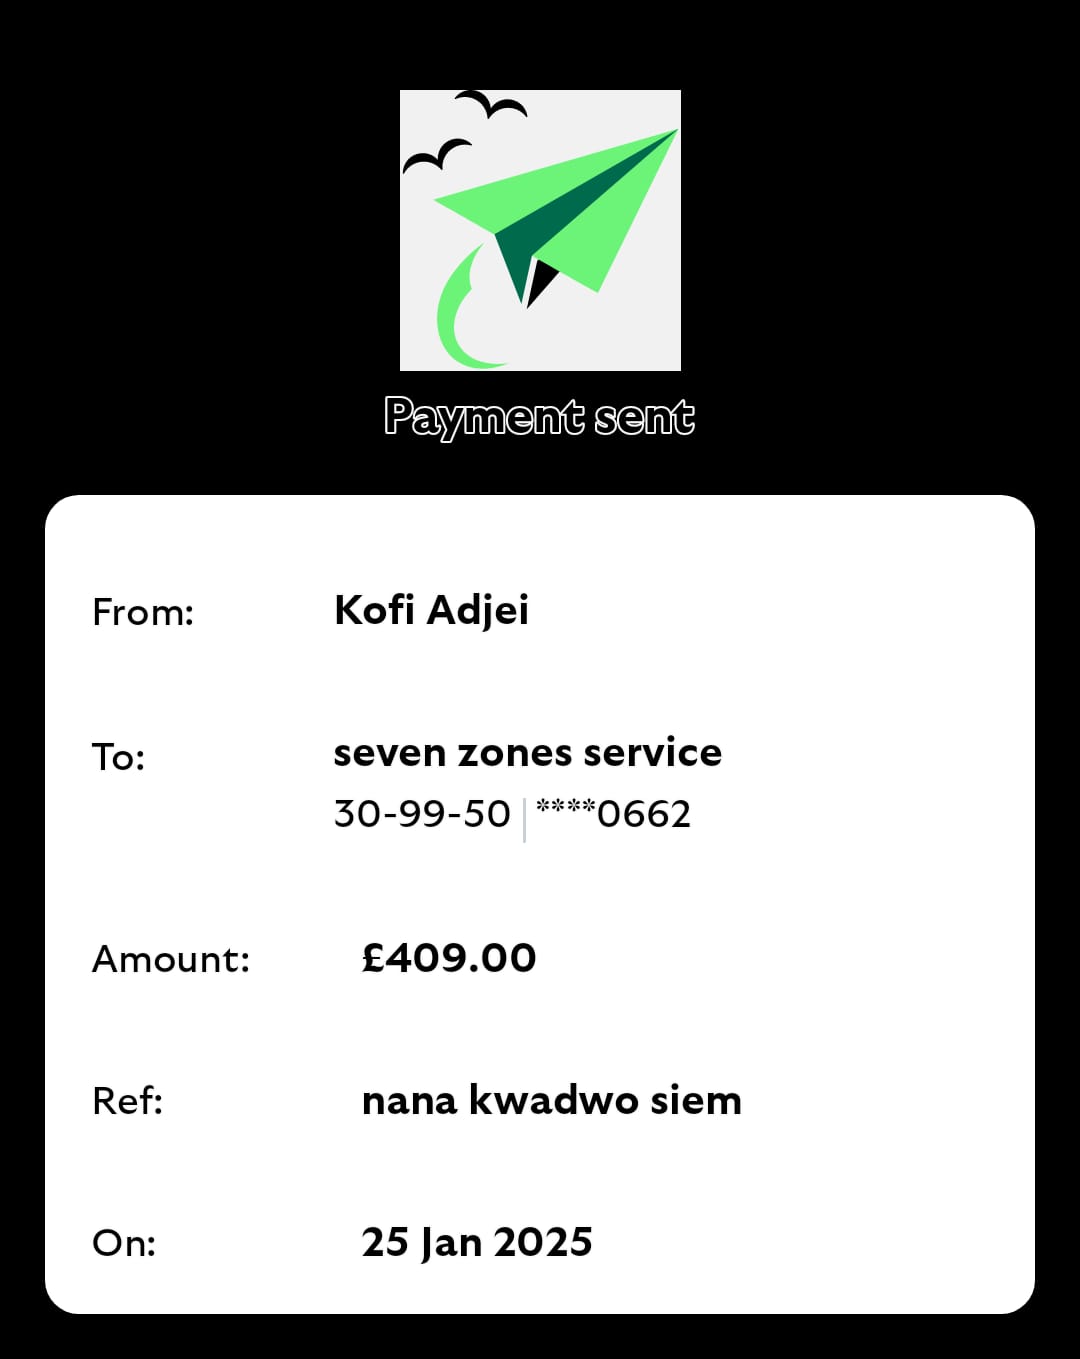 Payment sent
From: Kofi Adjei
To: seven zones service
30-99-50 | ****0662
Amount: £409.00
Ref: nana kwadwo siem
On: 25 Jan 2025